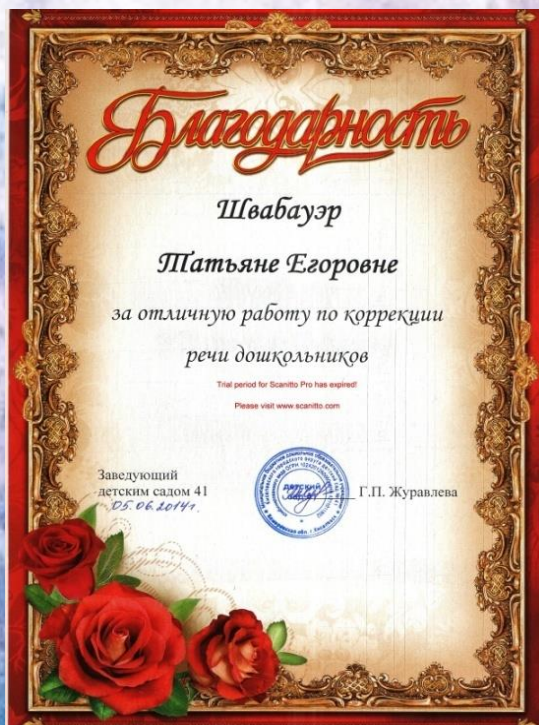 Благодарность
Швабауэр
Татьяне Егоровне
за отличную работу по коррекции
речи дошкольников
Trial period for Scanitto Pro has expired!
Please visit www.scanitto.com
Заведующий
детским садом 41
Г.П. Журавлева
05.06.2014г.
ДЕТСКИЙ